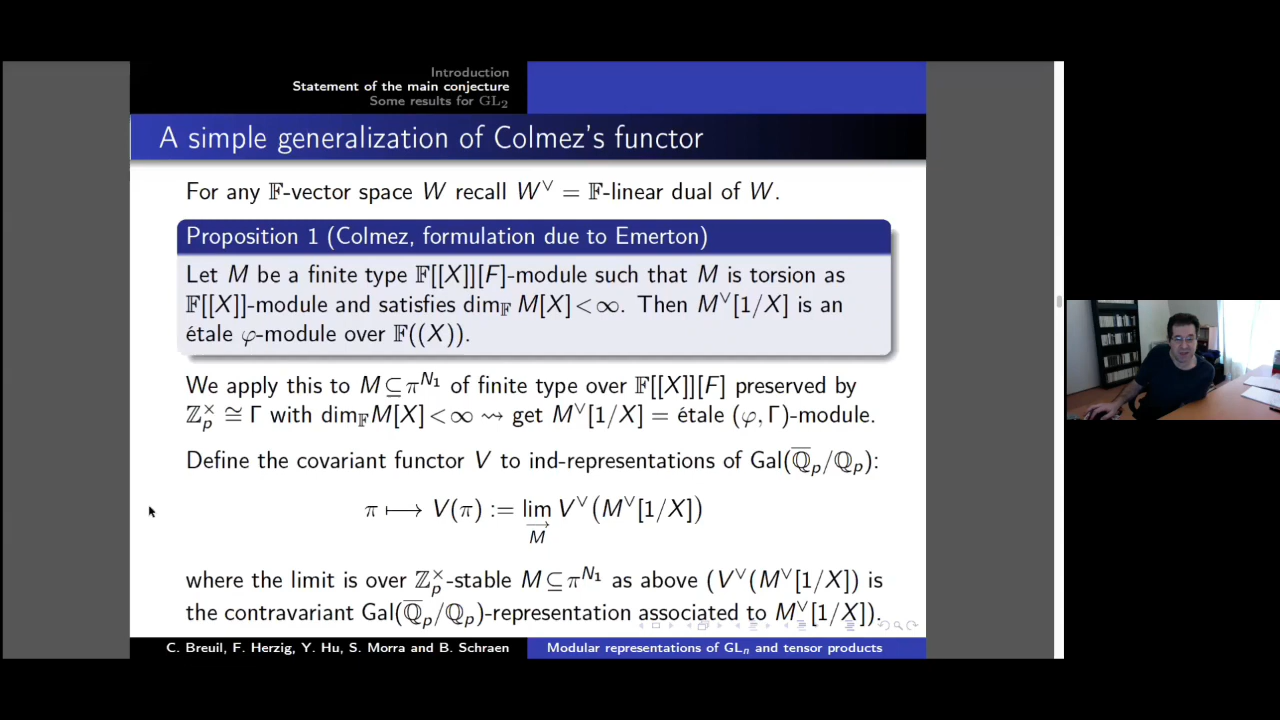 Introduction
Statement of the main conjecture
Some results for GL₂
A simple generalization of Colmez's functor
For any 𝔽-vector space W recall W^∨ = 𝔽-linear dual of W.
Proposition 1 (Colmez, formulation due to Emerton)
Let M be a finite type 𝔽[[X]][F]-module such that M is torsion as
𝔽[[X]]-module and satisfies dim_𝔽 M[X] < ∞. Then M^∨[1/X] is an
étale φ-module over 𝔽((X)).
We apply this to M ⊆ π^{N₁} of finite type over 𝔽[[X]][F] preserved by
ℤ_p^× ≅ Γ with dim_𝔽 M[X] < ∞ ⇝ get M^∨[1/X] = étale (φ, Γ)-module.
Define the covariant functor V to ind-representations of Gal(ℚ̅_p/ℚ_p):
π ⟼ V(π) := lim_{→ M} V^∨(M^∨[1/X])
where the limit is over ℤ_p^×-stable M ⊆ π^{N₁} as above (V^∨(M^∨[1/X]) is
the contravariant Gal(ℚ̅_p/ℚ_p)-representation associated to M^∨[1/X]).
C. Breuil, F. Herzig, Y. Hu, S. Morra and B. Schraen
Modular representations of GLₙ and tensor products